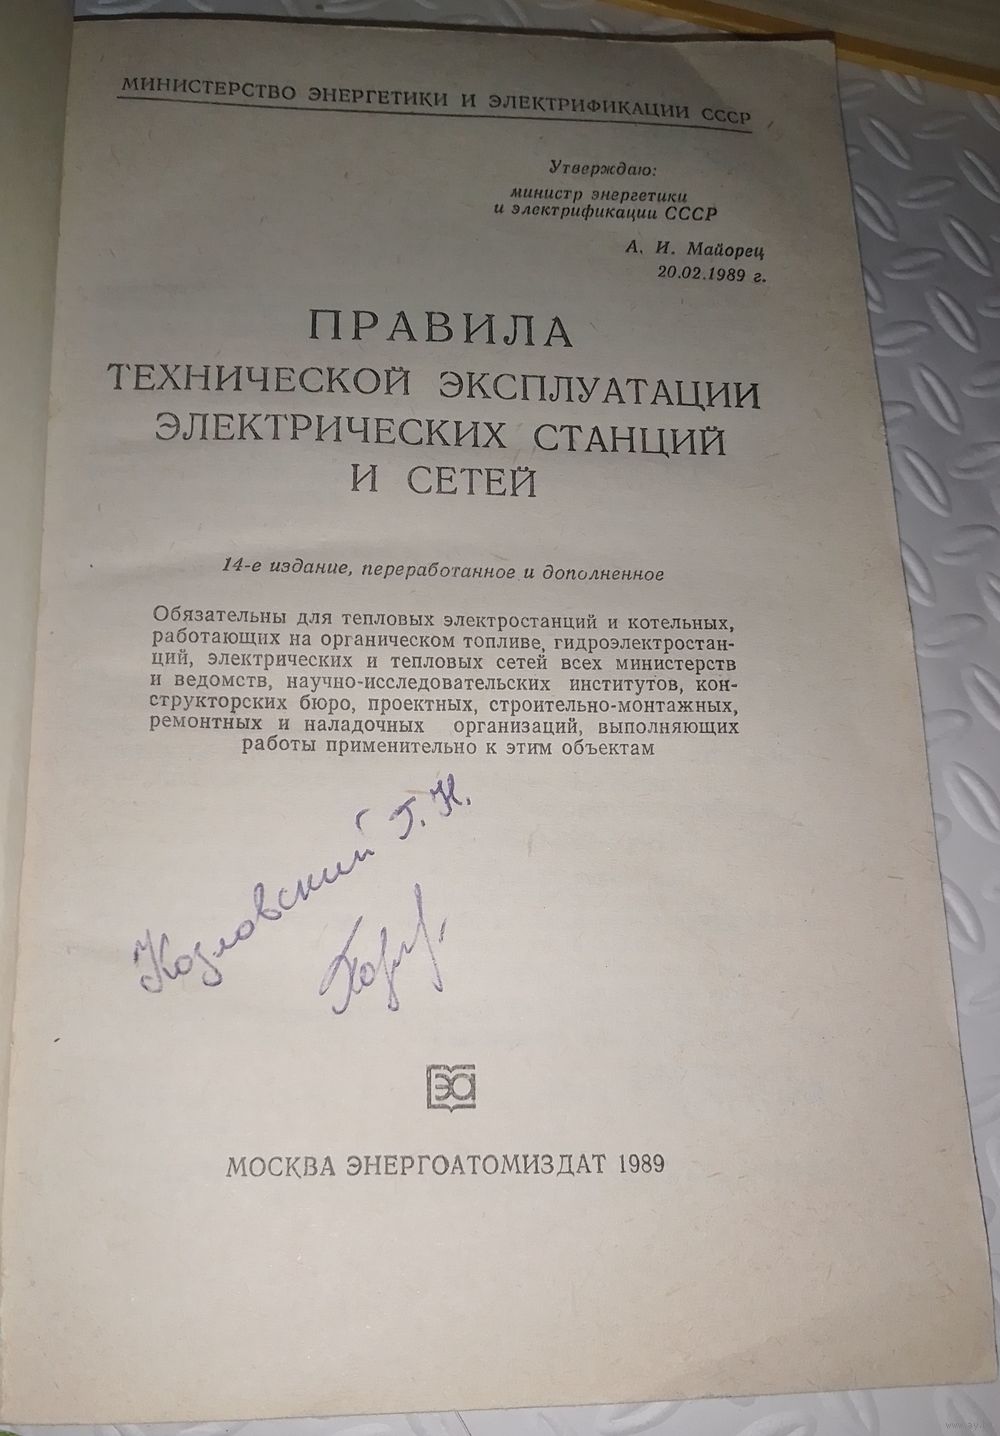 МИНИСТЕРСТВО ЭНЕРГЕТИКИ И ЭЛЕКТРИФИКАЦИИ СССР
Утверждаю:
министр энергетики
и электрификации СССР
А. И. Майорец
20.02.1989 г.
ПРАВИЛА
ТЕХНИЧЕСКОЙ ЭКСПЛУАТАЦИИ
ЭЛЕКТРИЧЕСКИХ СТАНЦИЙ
И СЕТЕЙ
14-е издание, переработанное и дополненное
Обязательны для тепловых электростанций и котельных,
работающих на органическом топливе, гидроэлектростан-
ций, электрических и тепловых сетей всех министерств
и ведомств, научно-исследовательских институтов, кон-
структорских бюро, проектных, строительно-монтажных,
ремонтных и наладочных организаций, выполняющих
работы применительно к этим объектам
Козловский Г. Н.
МОСКВА ЭНЕРГОАТОМИЗДАТ 1989